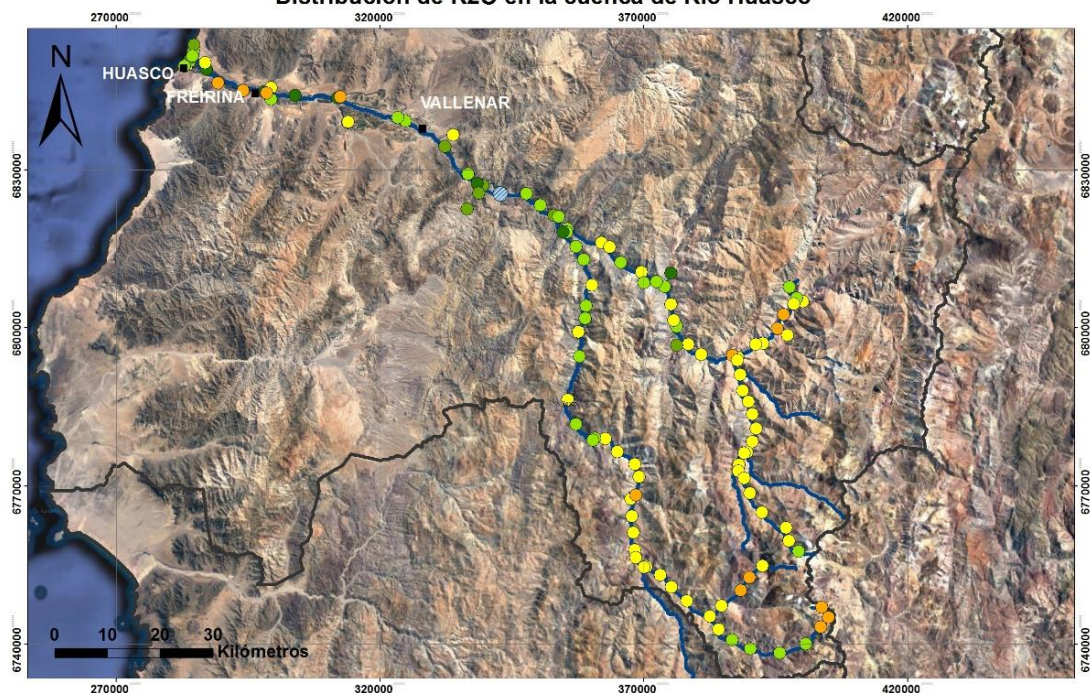 Distribución de K2O en la cuenca de Río Huasco
270000 320000 370000 420000
N
HUASCO
FREIRINA
VALLENAR
6830000 6830000
6800000 6800000
6770000 6770000
6740000 6740000
0 10 20 30
Kilómetros
270000 320000 370000 420000